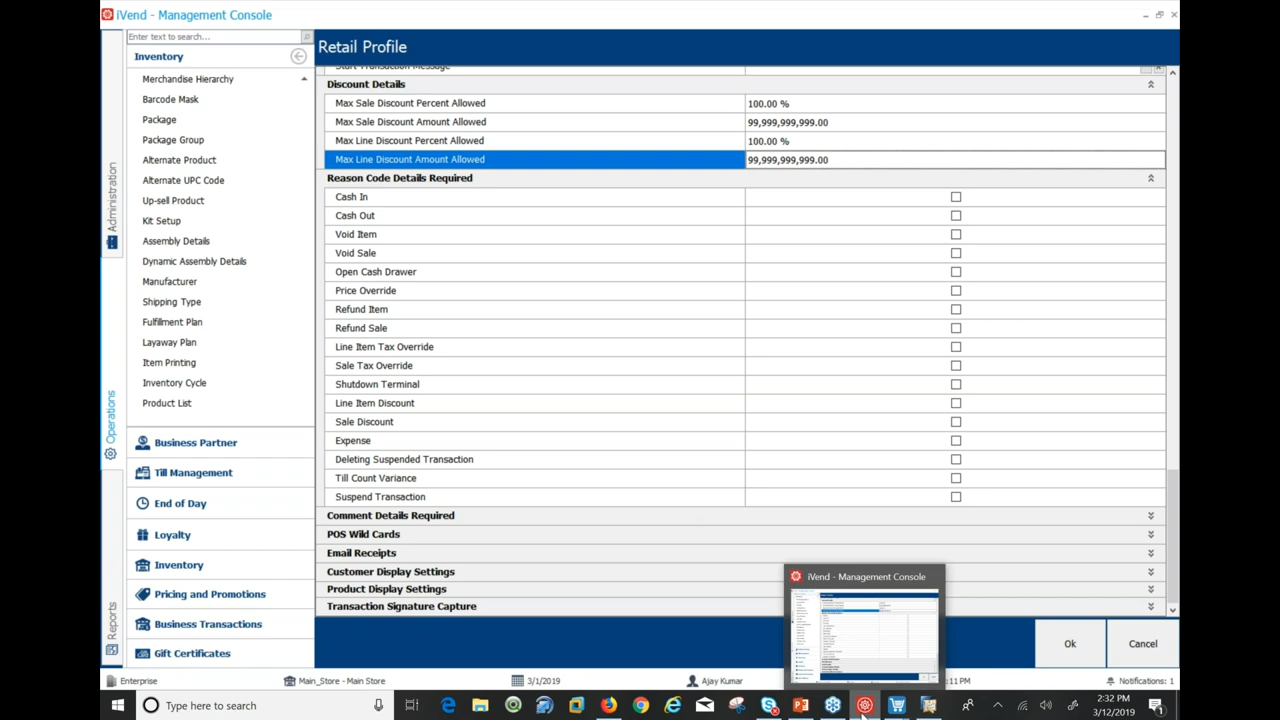 iVend - Management Console
Enter text to search...
Inventory
Retail Profile
Administration
Operations
Reports
Merchandise Hierarchy
Barcode Mask
Package
Package Group
Alternate Product
Alternate UPC Code
Up-sell Product
Kit Setup
Assembly Details
Dynamic Assembly Details
Manufacturer
Shipping Type
Fulfillment Plan
Layaway Plan
Item Printing
Inventory Cycle
Product List
Business Partner
Till Management
End of Day
Loyalty
Inventory
Pricing and Promotions
Business Transactions
Gift Certificates
Start Transaction Message
Discount Details
Max Sale Discount Percent Allowed 100.00 %
Max Sale Discount Amount Allowed 99,999,999,999.00
Max Line Discount Percent Allowed 100.00 %
Max Line Discount Amount Allowed 99,999,999,999.00
Reason Code Details Required
Cash In
Cash Out
Void Item
Void Sale
Open Cash Drawer
Price Override
Refund Item
Refund Sale
Line Item Tax Override
Sale Tax Override
Shutdown Terminal
Line Item Discount
Sale Discount
Expense
Deleting Suspended Transaction
Till Count Variance
Suspend Transaction
Comment Details Required
POS Wild Cards
Email Receipts
Customer Display Settings
Product Display Settings
Transaction Signature Capture
iVend - Management Console
Ok Cancel
Enterprise Main_Store - Main Store 3/1/2019 Ajay Kumar :11 PM Notifications: 1
Type here to search
2:32 PM
3/12/2019
1